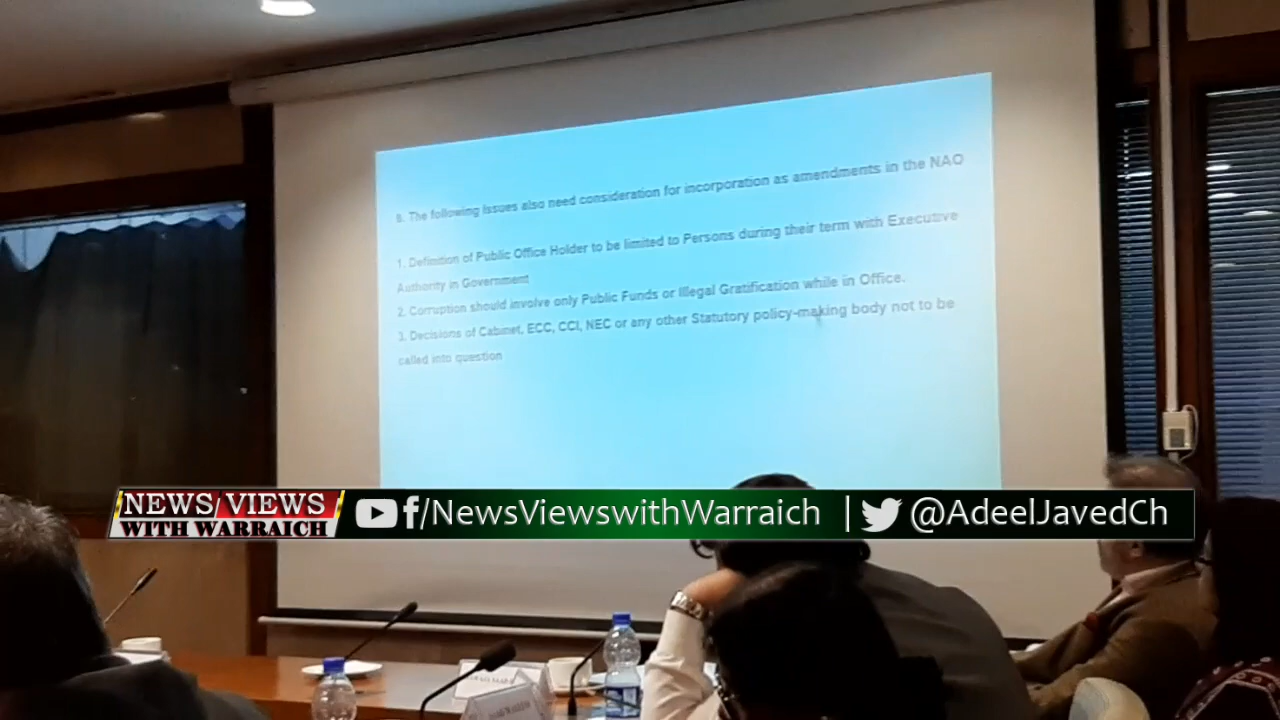 8. The following issues also need consideration for incorporation as amendments in the NAO
1. Definition of Public Office Holder to be limited to Persons during their term with Executive
Authority in Government
2. Corruption should involve only Public Funds or Illegal Gratification while in Office.
3. Decisions of Cabinet, ECC, CCI, NEC or any other Statutory policy-making body not to be
called into question
NEWS/VIEWS
WITH WARRAICH
/NewsViewswithWarraich | @AdeelJavedCh